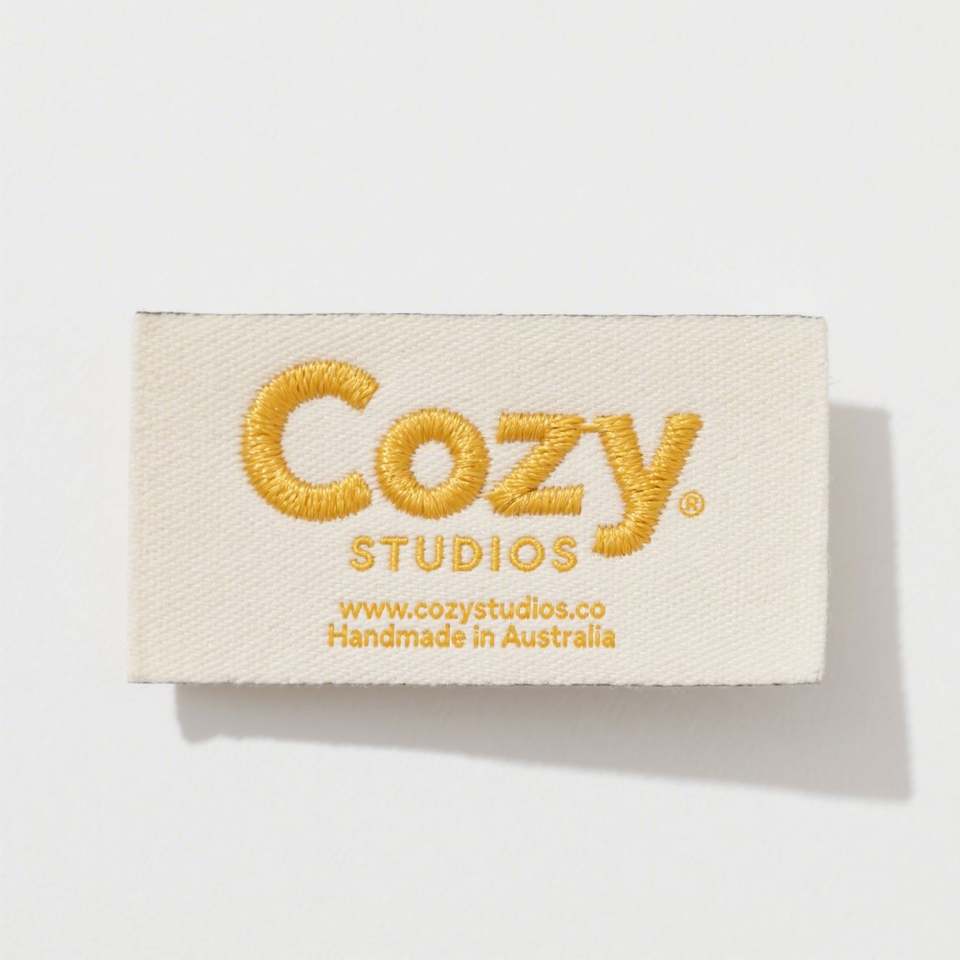 Cozy®
STUDIOS
www.cozystudios.co
Handmade in Australia